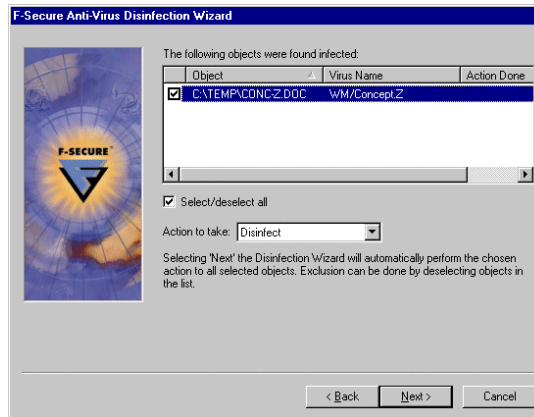 F-Secure Anti-Virus Disinfection Wizard
The following objects were found infected:
Object Virus Name Action Done
C:\TEMP\CONC-Z.DOC WM/Concept.Z
F-SECURE
Select/deselect all
Action to take: Disinfect
Selecting 'Next' the Disinfection Wizard will automatically perform the chosen
action to all selected objects. Exclusion can be done by deselecting objects in
the list.
< Back Next > Cancel